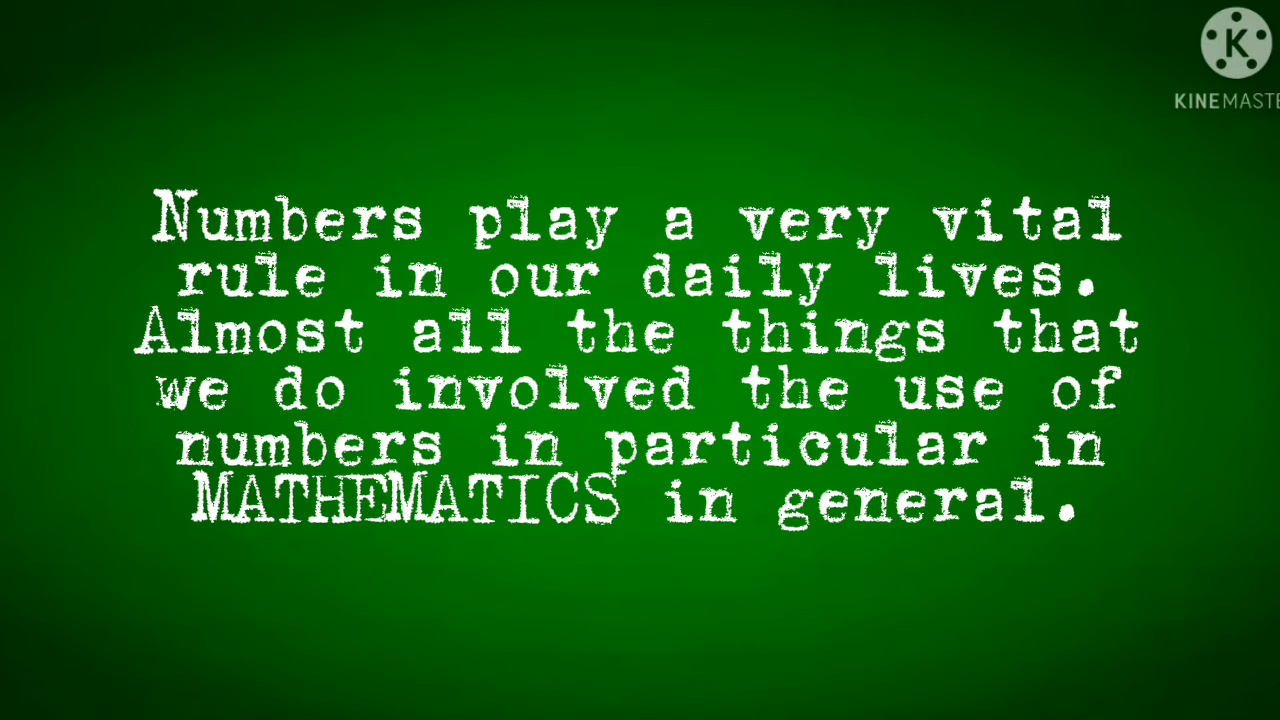 K
KINEMASTE
Numbers play a very vital
rule in our daily lives.
Almost all the things that
we do involved the use of
numbers in particular in
MATHEMATICS in general.